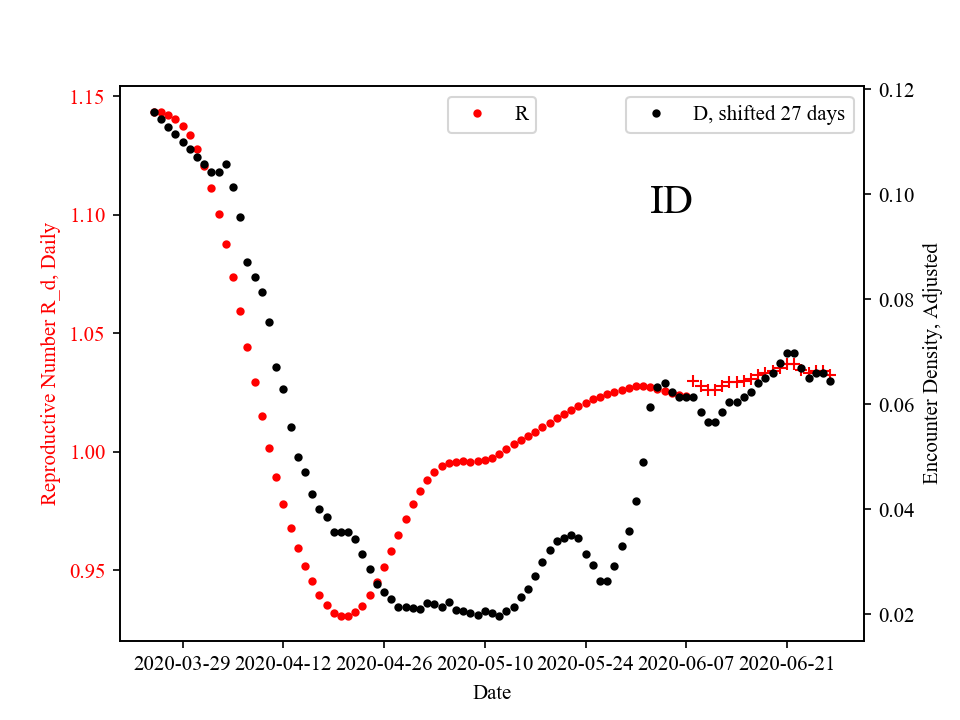 R
D, shifted 27 days
ID
Reproductive Number R_d, Daily
1.15
1.10
1.05
1.00
0.95
Encounter Density, Adjusted
0.12
0.10
0.08
0.06
0.04
0.02
2020-03-29 2020-04-12 2020-04-26 2020-05-10 2020-05-24 2020-06-07 2020-06-21
Date